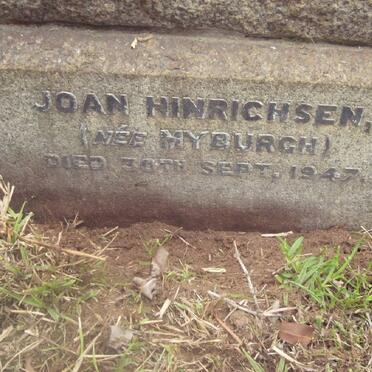 JOAN HINRICHSEN,
(NÉE MYBURGH)
DIED 30TH SEPT. 1947.